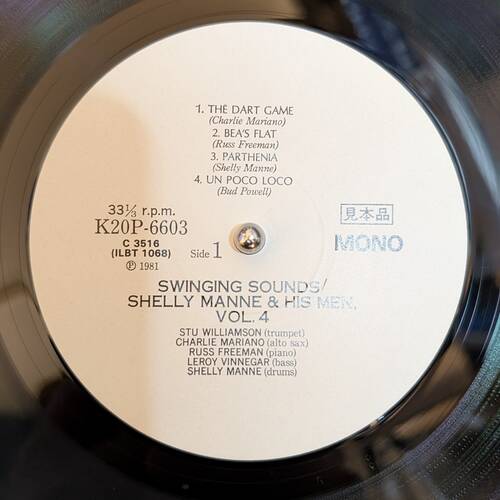 1. THE DART GAME
(Charlie Mariano)
2. BEA'S FLAT
(Russ Freeman)
3. PARTHENIA
(Shelly Manne)
4. UN POCO LOCO
(Bud Powell)
33⅓ r.p.m.
K20P-6603
C 3516
(ILBT 1068)
Ⓟ 1981
Side 1
見本品
MONO
SWINGING SOUNDS/
SHELLY MANNE & HIS MEN,
VOL. 4
STU WILLIAMSON (trumpet)
CHARLIE MARIANO (alto sax)
RUSS FREEMAN (piano)
LEROY VINNEGAR (bass)
SHELLY MANNE (drums)